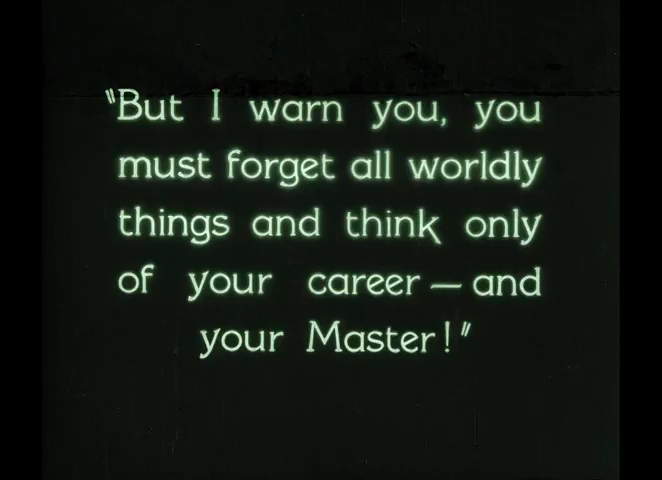 "But I warn you, you
must forget all worldly
things and think only
of your career — and
your Master!"